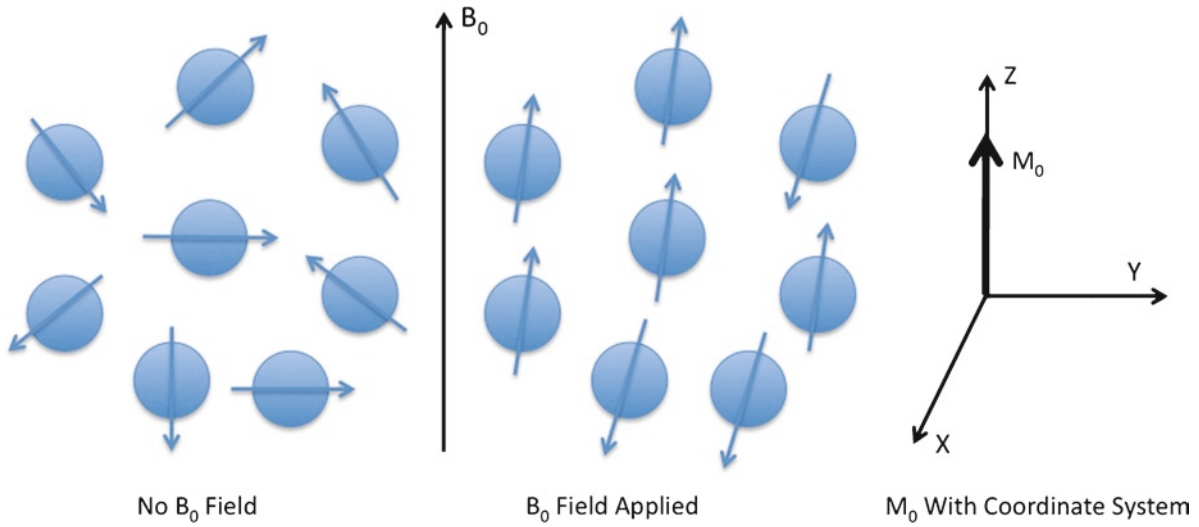 B₀
Z
M₀
Y
X
No B₀ Field
B₀ Field Applied
M₀ With Coordinate System